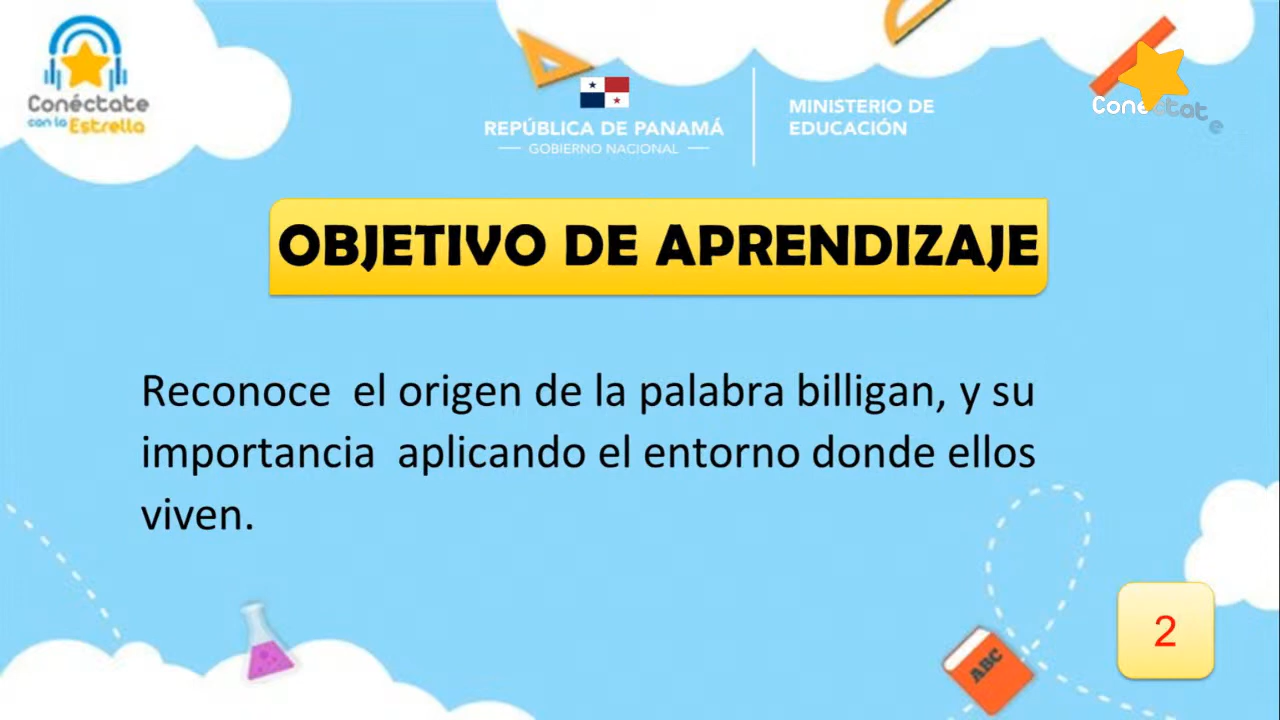 Conéctate
con la Estrella
REPÚBLICA DE PANAMÁ
GOBIERNO NACIONAL
MINISTERIO DE
EDUCACIÓN
Conéctate
OBJETIVO DE APRENDIZAJE
Reconoce el origen de la palabra billigan, y su
importancia aplicando el entorno donde ellos
viven.
ABC
2